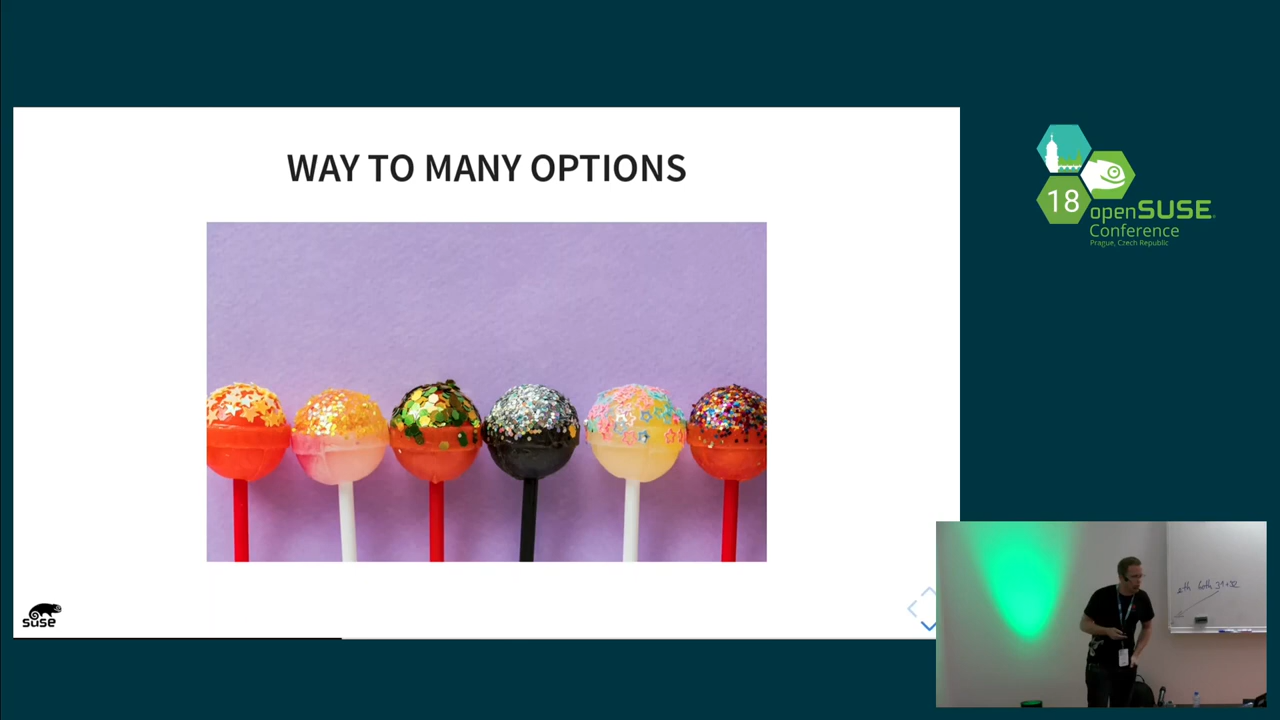 WAY TO MANY OPTIONS
SUSE
18
openSUSE
Conference
Prague, Czech Republic